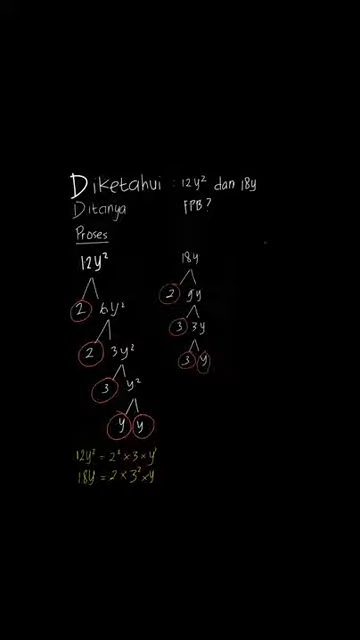 Diketahui : 12y² dan 18y
Ditanya FPB?
Proses
12y²
2 6y²
2 3y²
3 y²
y y
18y
2 9y
3 3y
3 y
12y² = 2² × 3 × y²
18y = 2 × 3² × y